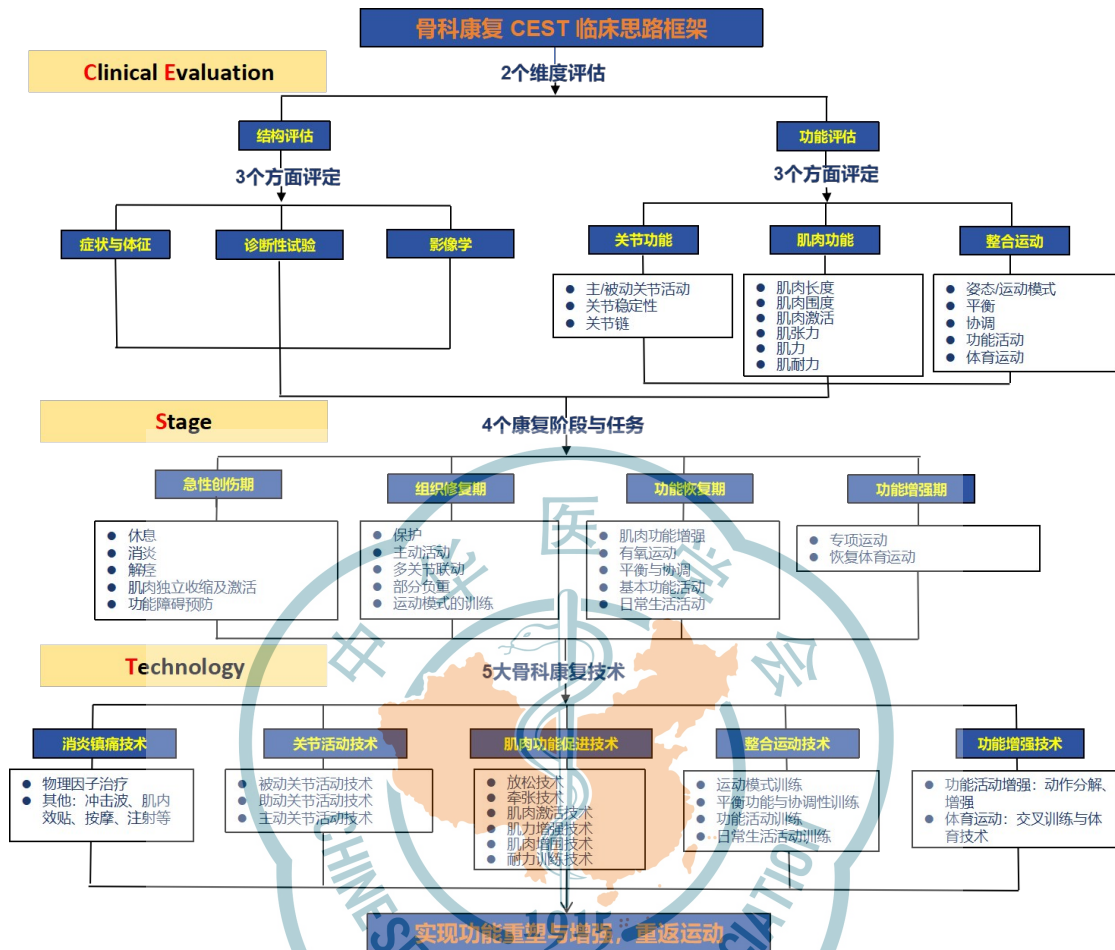 骨科康复 CEST 临床思路框架
Clinical Evaluation
2个维度评估
结构评估
功能评估
3个方面评定
3个方面评定
症状与体征
诊断性试验
影像学
关节功能
肌肉功能
整合运动
● 主/被动关节活动
● 关节稳定性
● 关节链
● 肌肉长度
● 肌肉围度
● 肌肉激活
● 肌张力
● 肌力
● 肌耐力
● 姿态/运动模式
● 平衡
● 协调
● 功能活动
● 体育运动
Stage
4个康复阶段与任务
急性创伤期
组织修复期
功能恢复期
功能增强期
● 休息
● 消炎
● 解痉
● 肌肉独立收缩及激活
● 功能障碍预防
● 保护
● 主动活动
● 多关节联动
● 部分负重
● 运动模式的训练
● 肌肉功能增强
● 有氧运动
● 平衡与协调
● 基本功能活动
● 日常生活活动
● 专项运动
● 恢复体育运动
Technology
5大骨科康复技术
消炎镇痛技术
关节活动技术
肌肉功能促进技术
整合运动技术
功能增强技术
● 物理因子治疗
● 其他：冲击波、肌内
效贴、按摩、注射等
● 被动关节活动技术
● 助动关节活动技术
● 主动关节活动技术
● 放松技术
● 牵张技术
● 肌肉激活技术
● 肌力增强技术
● 肌肉增围技术
● 耐力训练技术
● 运动模式训练
● 平衡功能与协调性训练
● 功能活动训练
● 日常生活活动训练
● 功能活动增强：动作分解、
增强
● 体育运动：交叉训练与体
育技术
实现功能重塑与增强，重返运动
中华医学会
1915